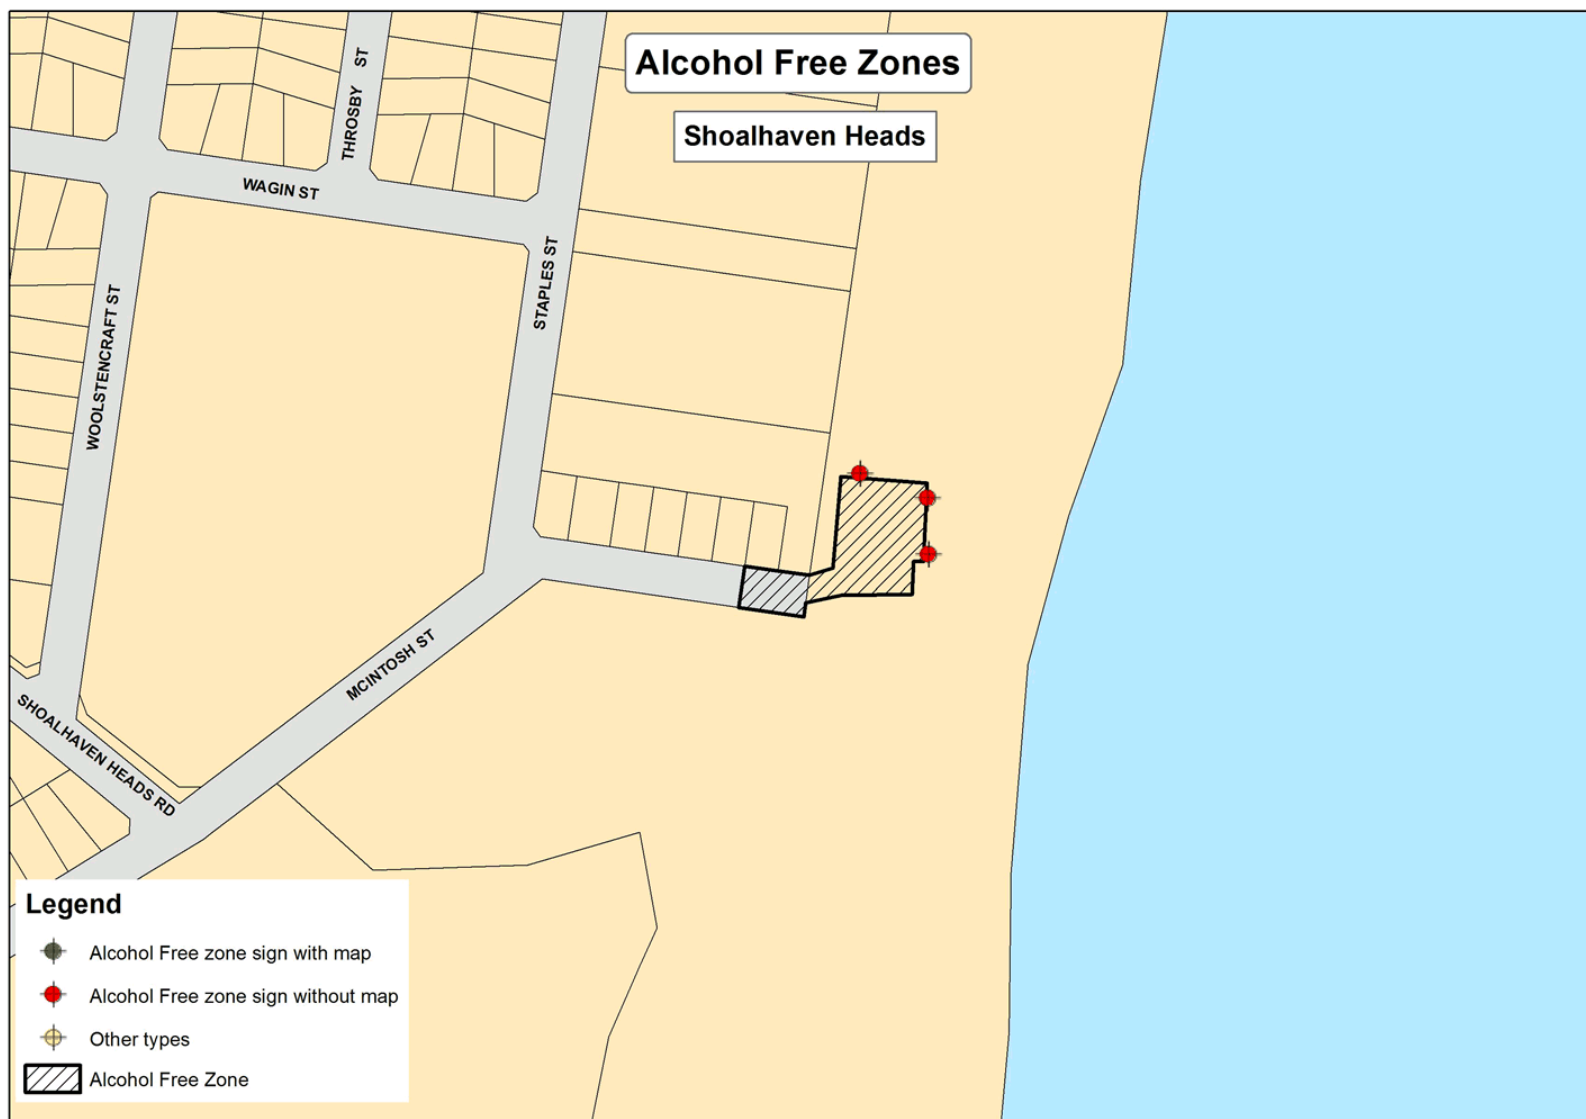 Alcohol Free Zones
Shoalhaven Heads
THROSBY ST
WAGIN ST
STAPLES ST
WOOLSTENCRAFT ST
MCINTOSH ST
SHOALHAVEN HEADS RD
Legend
Alcohol Free zone sign with map
Alcohol Free zone sign without map
Other types
Alcohol Free Zone